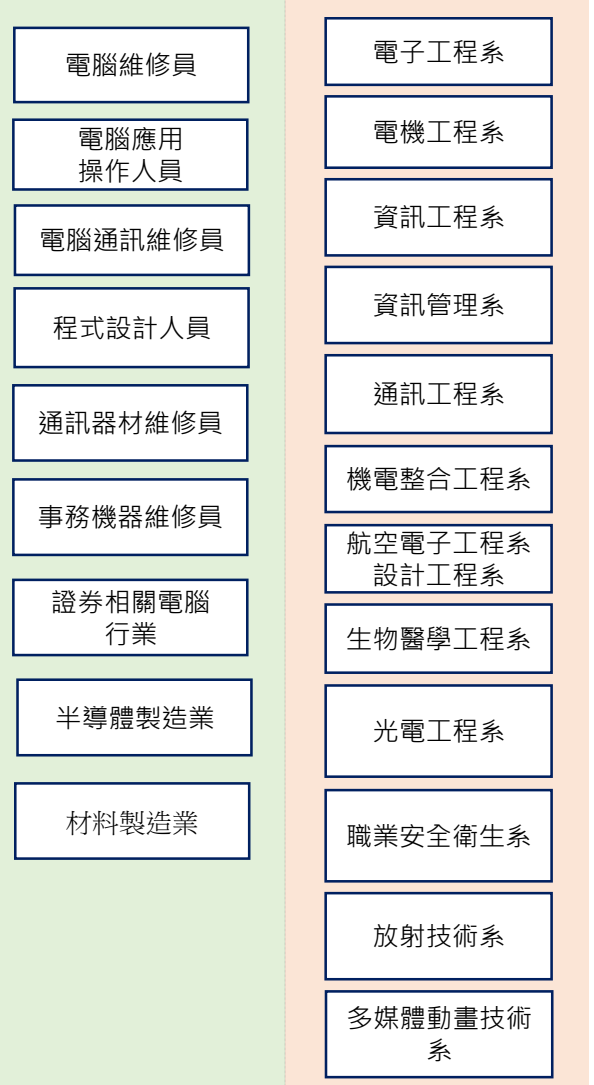 電腦維修員
電腦應用
操作人員
電腦通訊維修員
程式設計人員
通訊器材維修員
事務機器維修員
證券相關電腦
行業
半導體製造業
材料製造業
電子工程系
電機工程系
資訊工程系
資訊管理系
通訊工程系
機電整合工程系
航空電子工程系
設計工程系
生物醫學工程系
光電工程系
職業安全衛生系
放射技術系
多媒體動畫技術
系